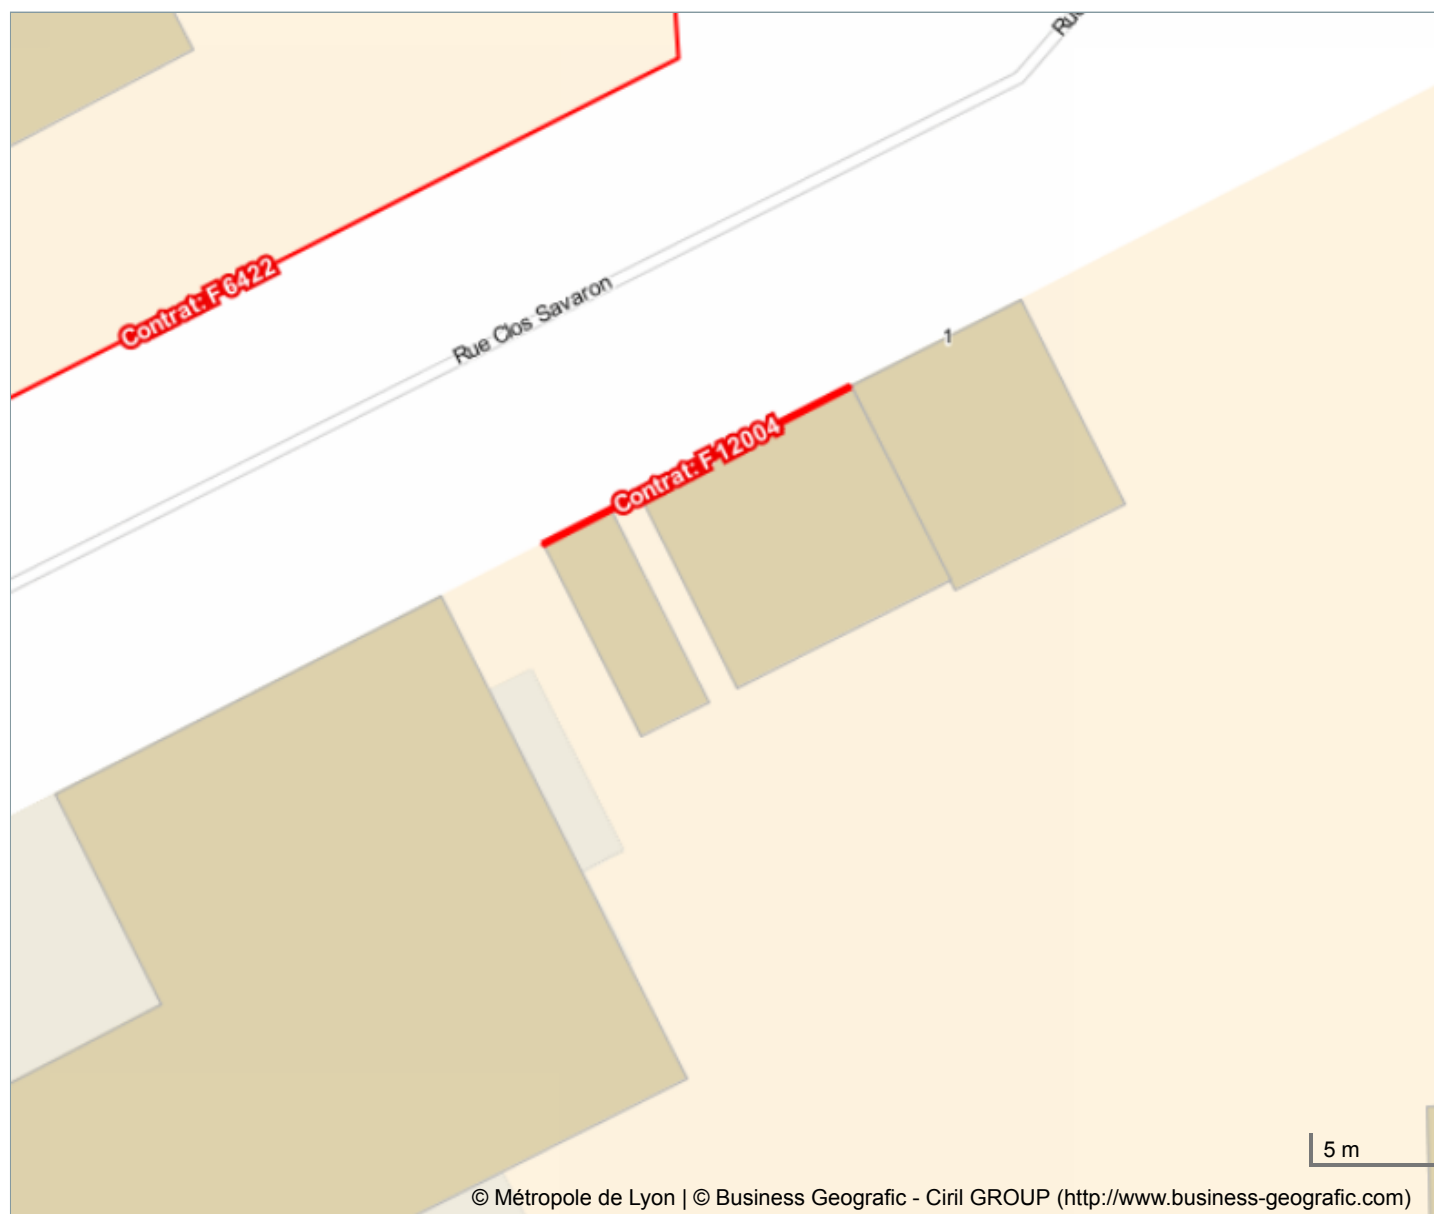 Contrat: F 6422
Rue Clos Savaron
1
Contrat: F 12004
5 m
© Métropole de Lyon | © Business Geografic - Ciril GROUP (http://www.business-geografic.com)